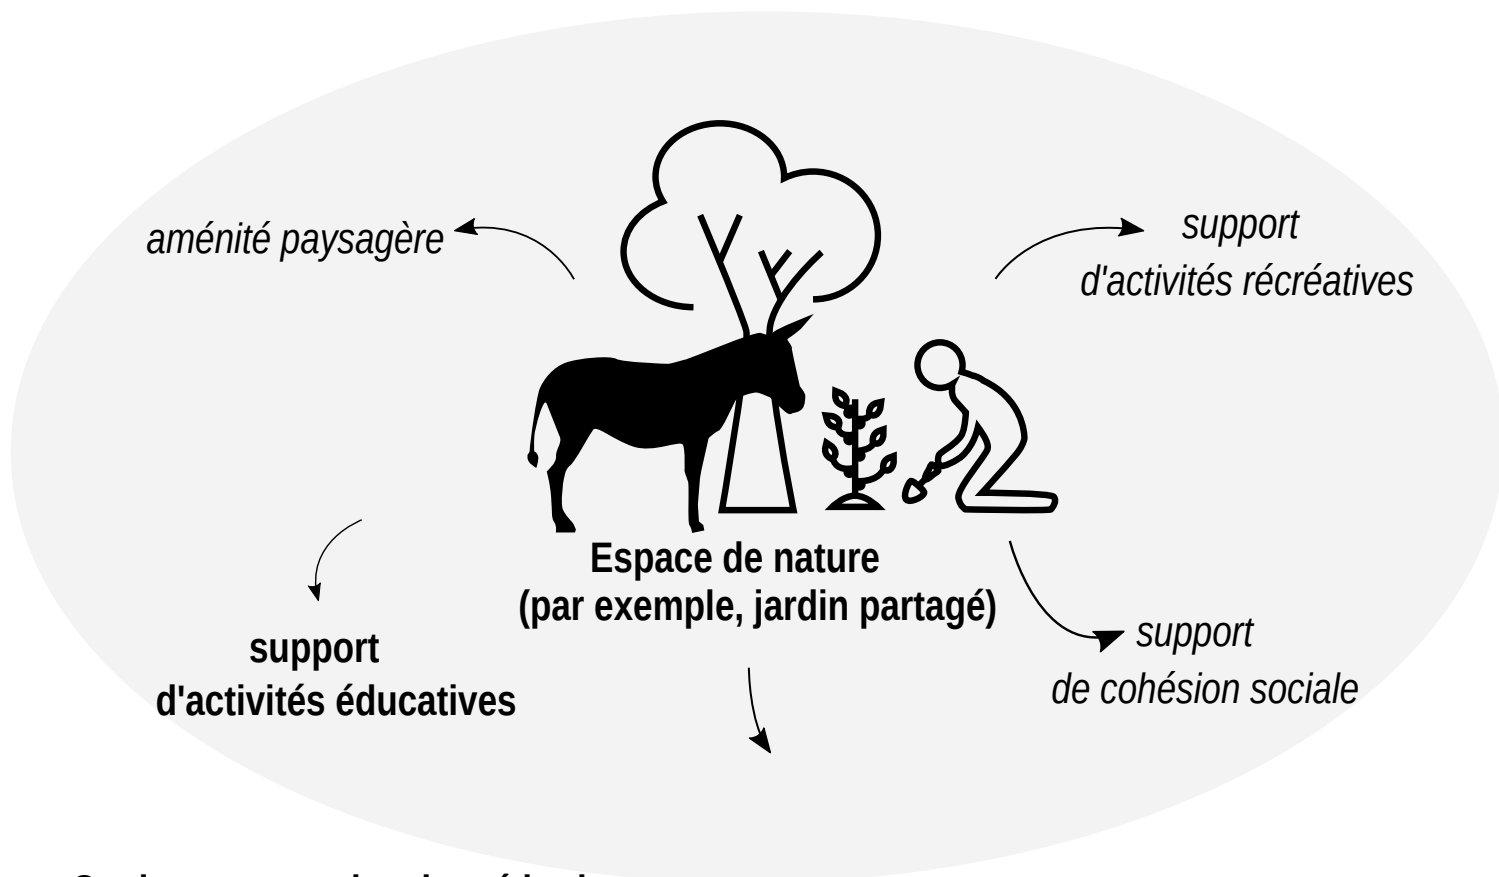 aménité paysagère
support
d'activités récréatives
Espace de nature
(par exemple, jardin partagé)
support
d'activités éducatives
support
de cohésion sociale